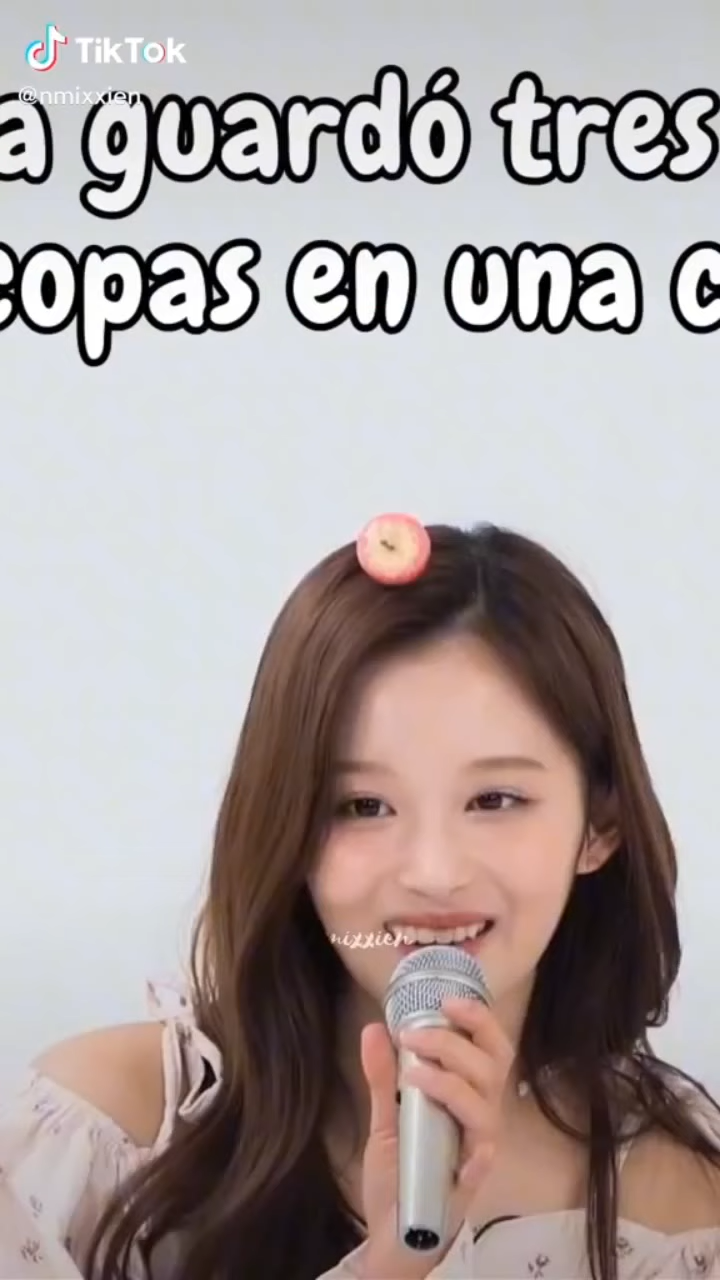 TikTok
@nmixxien
a guardó tres
copas en una c
nixxien